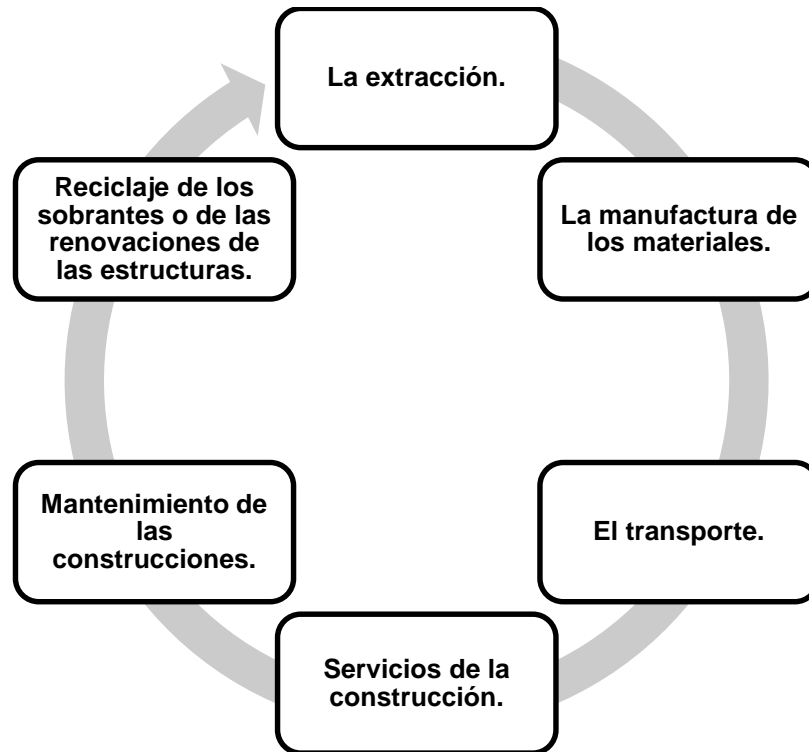 La extracción.
La manufactura de
los materiales.
El transporte.
Servicios de la
construcción.
Mantenimiento de
las
construcciones.
Reciclaje de los
sobrantes o de las
renovaciones de
las estructuras.